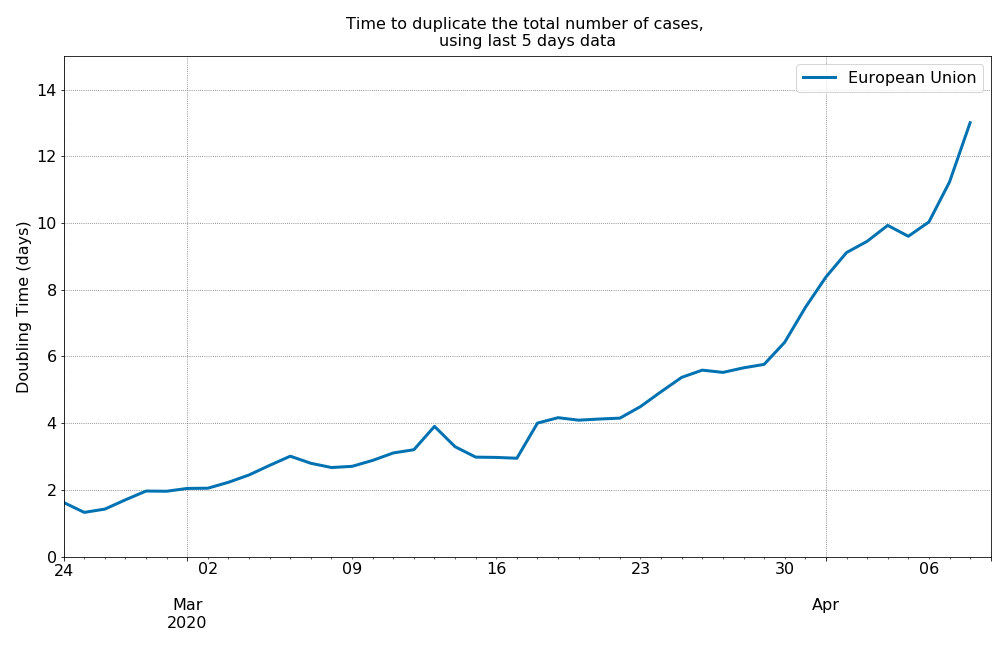 Time to duplicate the total number of cases,
using last 5 days data
European Union
Doubling Time (days)
14
12
10
8
6
4
2
0
24 02 09 16 23 30 06
Mar Apr
2020